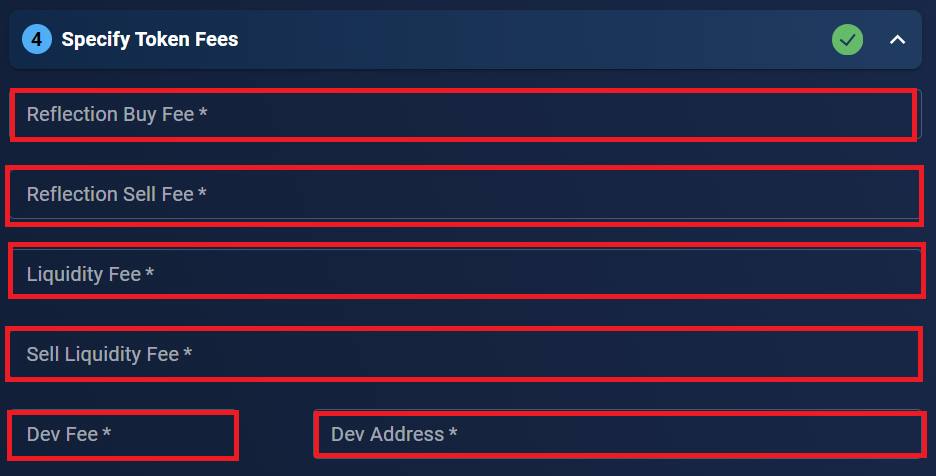 4 Specify Token Fees
Reflection Buy Fee *
Reflection Sell Fee *
Liquidity Fee *
Sell Liquidity Fee *
Dev Fee * Dev Address *